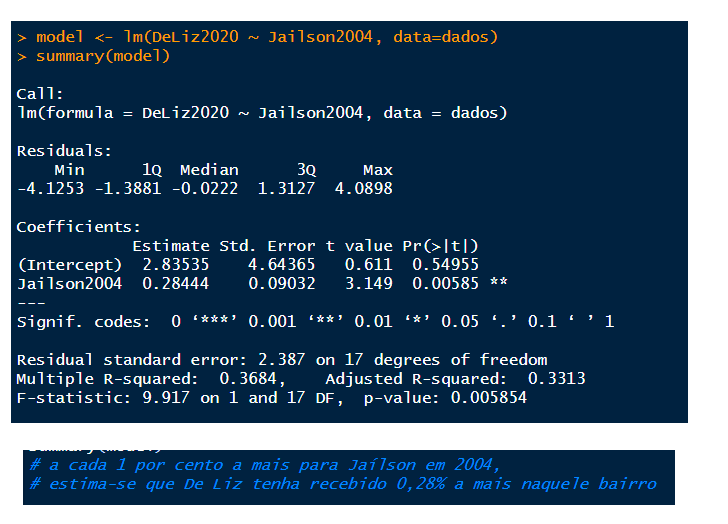 > model <- lm(DeLiz2020 ~ Jailson2004, data=dados)
> summary(model)
Call:
lm(formula = DeLiz2020 ~ Jailson2004, data = dados)
Residuals:
    Min      1Q  Median      3Q     Max
-4.1253 -1.3881 -0.0222  1.3127  4.0898
Coefficients:
            Estimate Std. Error t value Pr(>|t|)
(Intercept)  2.83535    4.64365   0.611  0.54955
Jailson2004  0.28444    0.09032   3.149  0.00585 **
---
Signif. codes:  0 ‘***’ 0.001 ‘**’ 0.01 ‘*’ 0.05 ‘.’ 0.1 ‘ ’ 1
Residual standard error: 2.387 on 17 degrees of freedom
Multiple R-squared:  0.3684,    Adjusted R-squared:  0.3313
F-statistic: 9.917 on 1 and 17 DF,  p-value: 0.005854
# a cada 1 por cento a mais para Jaílson em 2004,
# estima-se que De Liz tenha recebido 0,28% a mais naquele bairro